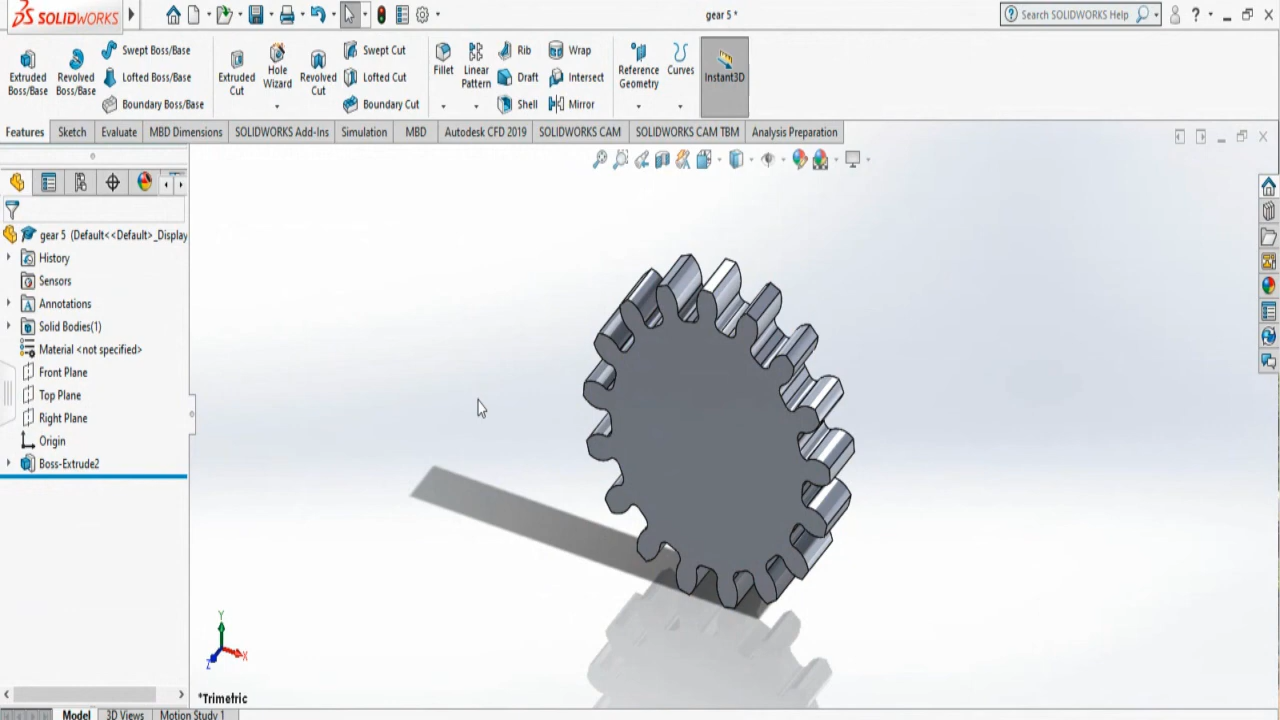 SOLIDWORKS
gear 5 *
Search SOLIDWORKS Help
Extruded Boss/Base
Revolved Boss/Base
Swept Boss/Base
Lofted Boss/Base
Boundary Boss/Base
Extruded Cut
Hole Wizard
Revolved Cut
Swept Cut
Lofted Cut
Boundary Cut
Fillet
Linear Pattern
Rib
Draft
Shell
Wrap
Intersect
Mirror
Reference Geometry
Curves
Instant3D
Features Sketch Evaluate MBD Dimensions SOLIDWORKS Add-Ins Simulation MBD Autodesk CFD 2019 SOLIDWORKS CAM SOLIDWORKS CAM TBM Analysis Preparation
gear 5 (Default<<Default>_Display
History
Sensors
Annotations
Solid Bodies(1)
Material <not specified>
Front Plane
Top Plane
Right Plane
Origin
Boss-Extrude2
Y
X
Z
*Trimetric
Model 3D Views Motion Study 1